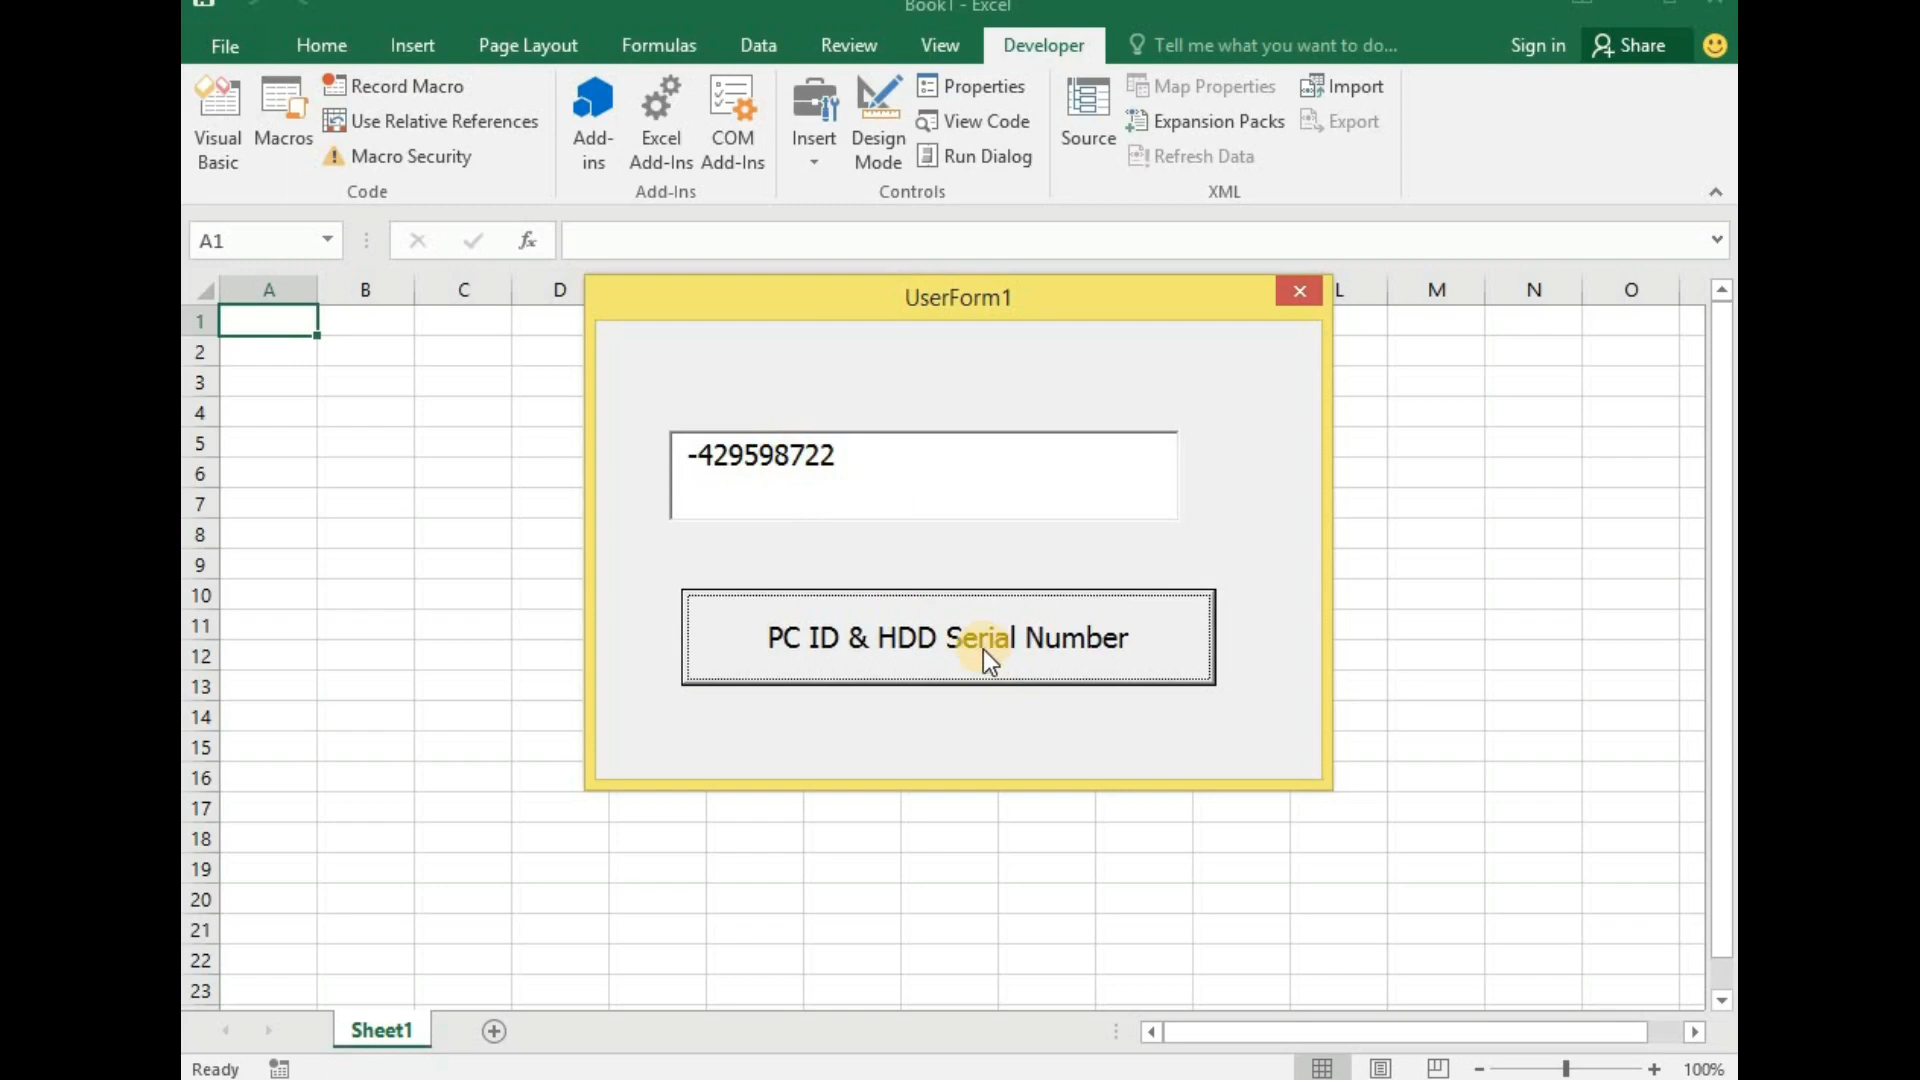 Book1 - Excel
File Home Insert Page Layout Formulas Data Review View Developer Tell me what you want to do... Sign in Share
Visual Basic
Macros
Record Macro
Use Relative References
Macro Security
Code
Add-ins
Excel Add-Ins
COM Add-Ins
Add-Ins
Insert
Design Mode
Properties
View Code
Run Dialog
Controls
Source
Map Properties
Expansion Packs
Refresh Data
Import
Export
XML
A1 fx
A B C D L M N O
UserForm1
-429598722
PC ID & HDD Serial Number
1
2
3
4
5
6
7
8
9
10
11
12
13
14
15
16
17
18
19
20
21
22
23
Sheet1
Ready 100%